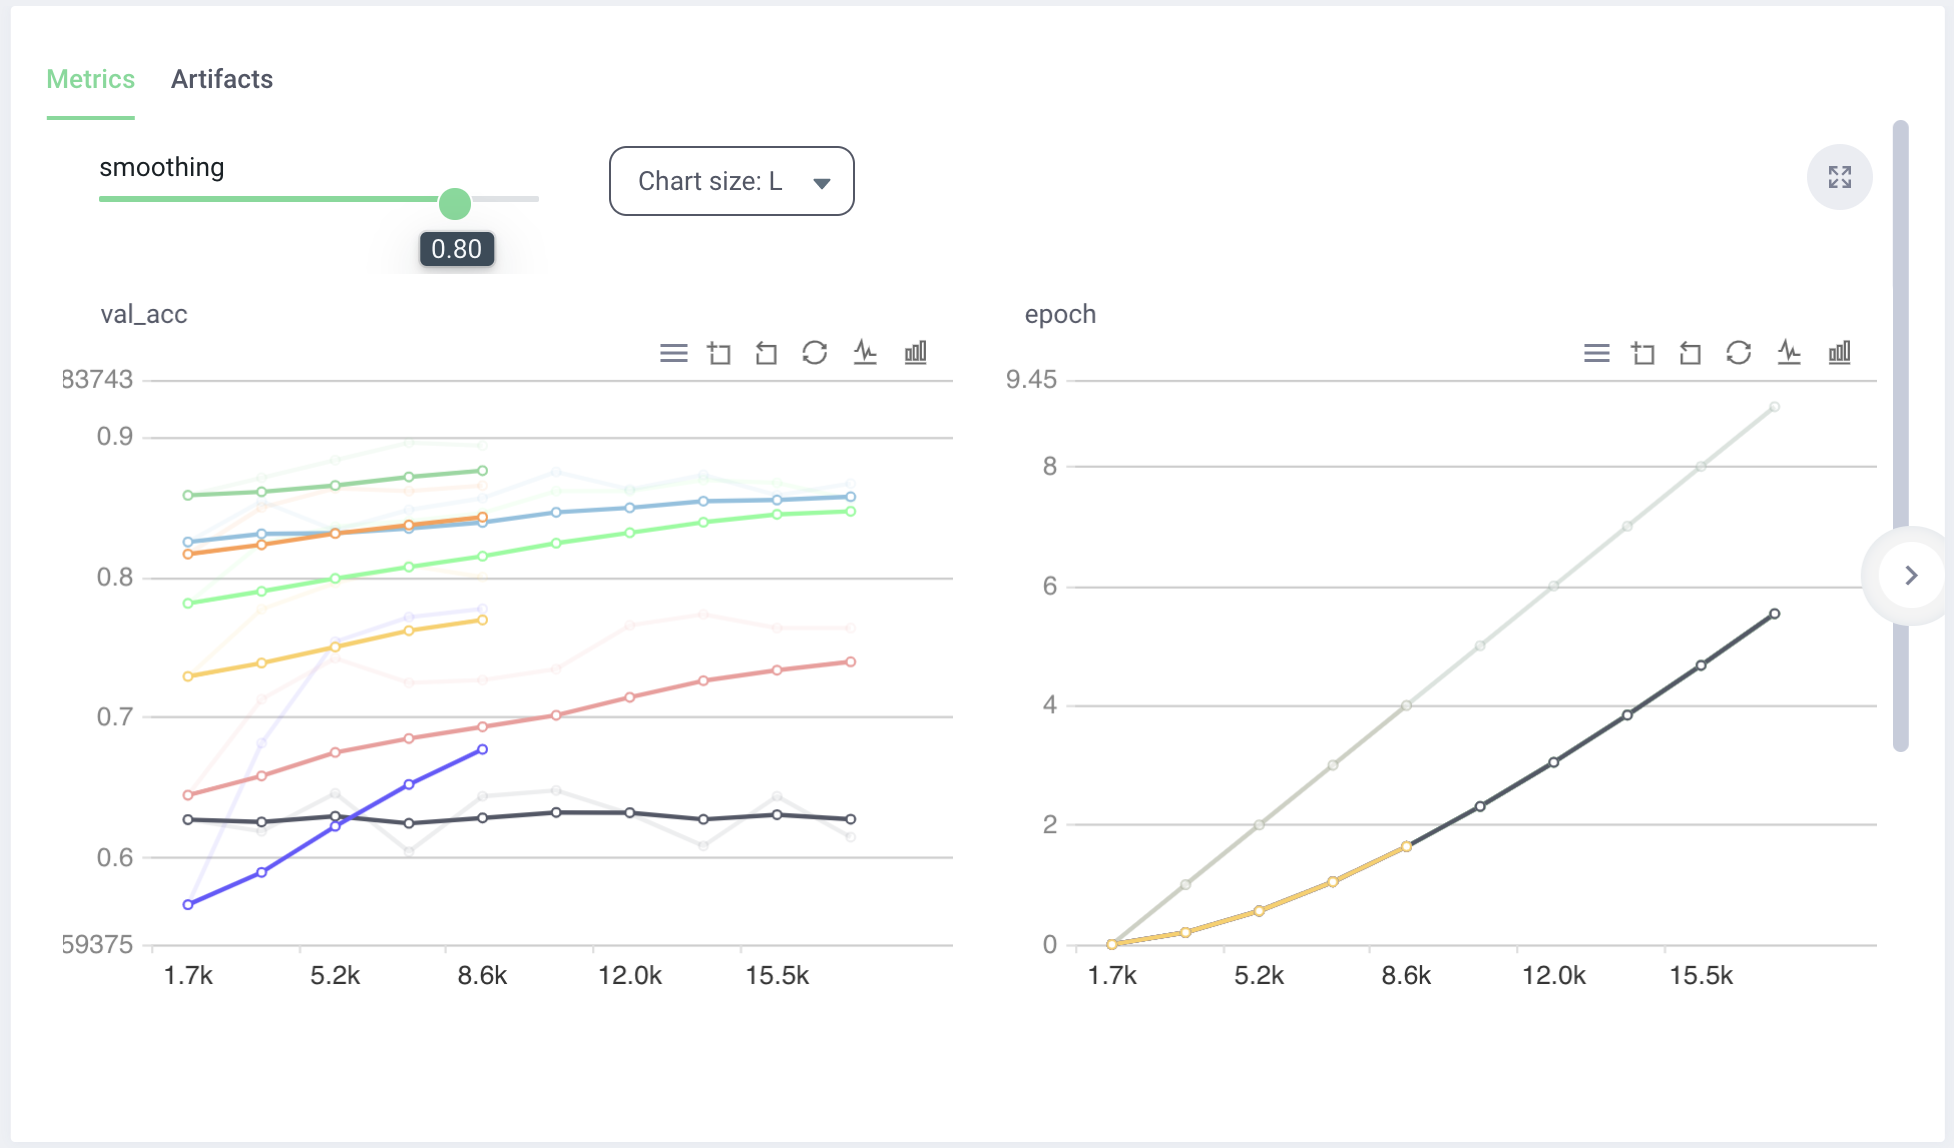 Metrics Artifacts
smoothing
Chart size: L
0.80
val_acc
83743
0.9
0.8
0.7
0.6
59375
1.7k 5.2k 8.6k 12.0k 15.5k
epoch
9.45
8
6
4
2
0
1.7k 5.2k 8.6k 12.0k 15.5k